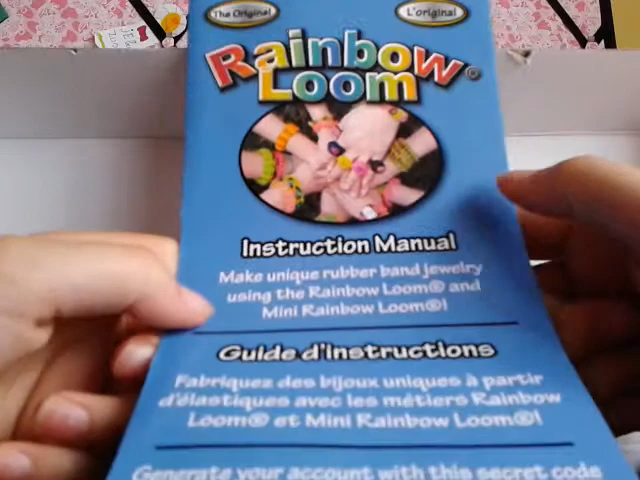 The Original L'original
Rainbow
Loom®
Instruction Manual
Make unique rubber band jewelry
using the Rainbow Loom® and
Mini Rainbow Loom®!
Guide d'instructions
Fabriquez des bijoux uniques à partir
d'élastiques avec les métiers Rainbow
Loom® et Mini Rainbow Loom®!
Generate your account with this secret code